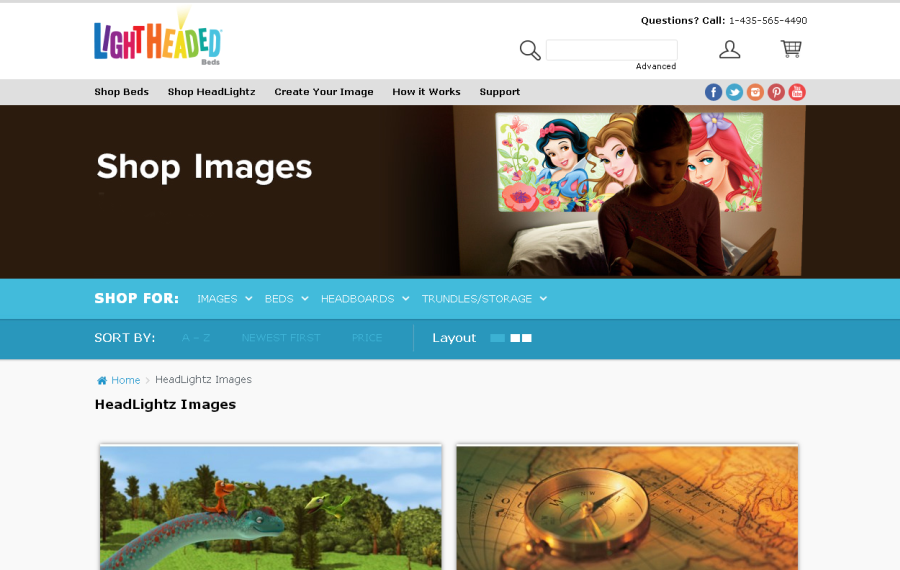 Questions? Call: 1-435-565-4490
LIGHTHEADED
Beds
Advanced
Shop Beds Shop HeadLightz Create Your Image How it Works Support
Shop Images
SHOP FOR: IMAGES BEDS HEADBOARDS TRUNDLES/STORAGE
SORT BY: A - Z NEWEST FIRST PRICE Layout
Home > HeadLightz Images
HeadLightz Images